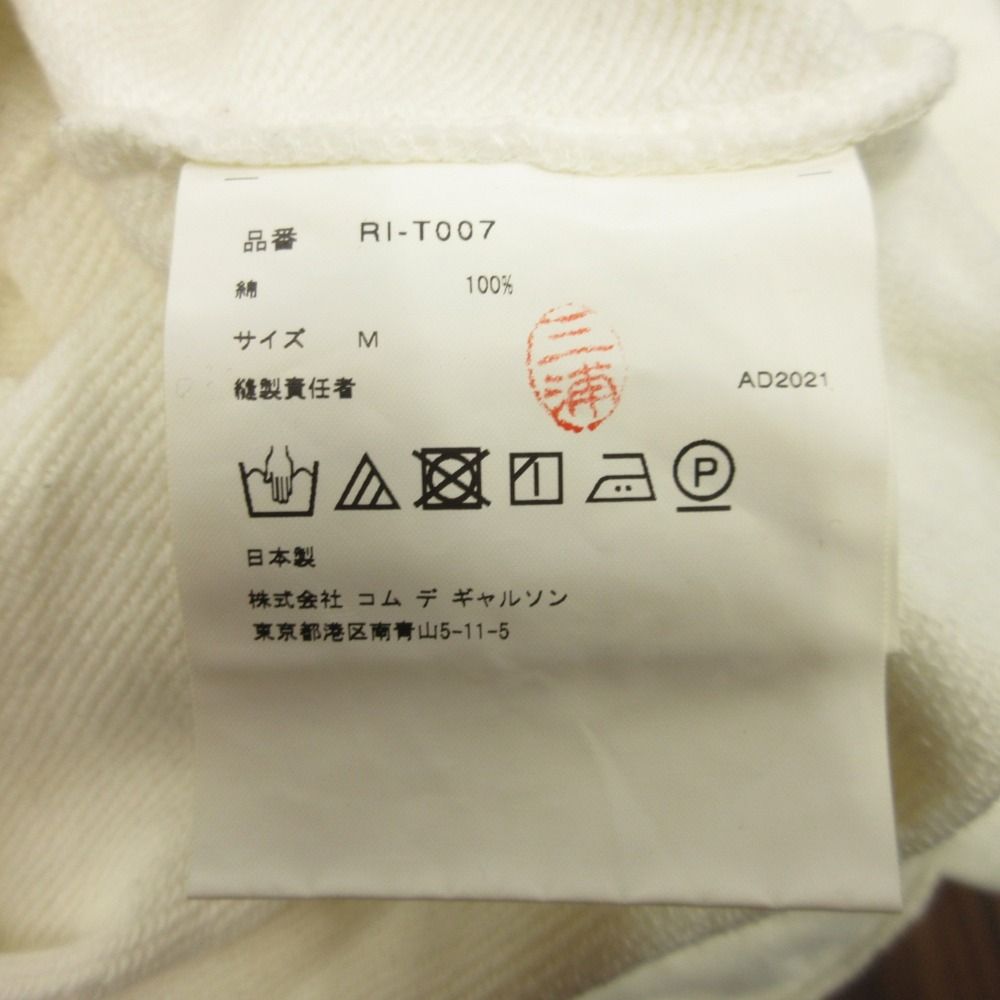 品番 RI-T007
綿 100%
サイズ M
三浦
縫製責任者 AD2021
P
日本製
株式会社 コム デ ギャルソン
東京都港区南青山5-11-5